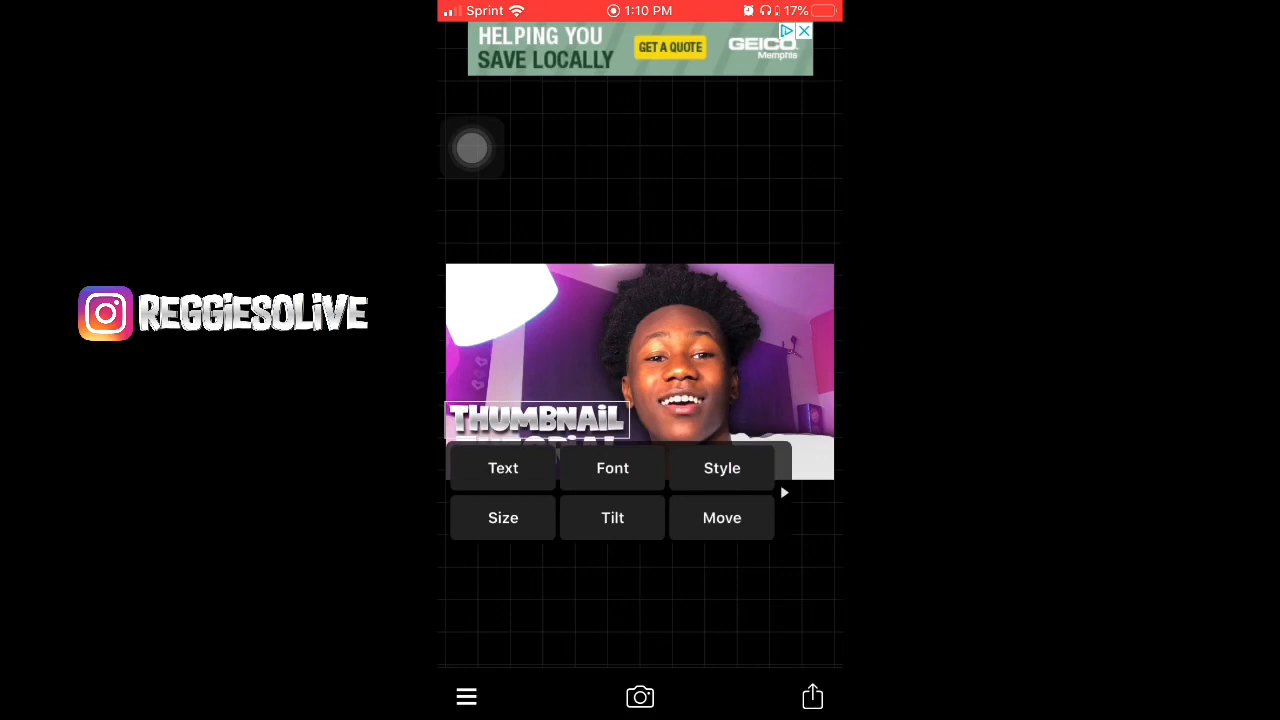 Sprint 1:10 PM 17%
HELPING YOU
SAVE LOCALLY
GET A QUOTE
GEICO
Memphis
REGGIESOLiVE
THUMBNAiL
TUTORiAL
Text Font Style
Size Tilt Move